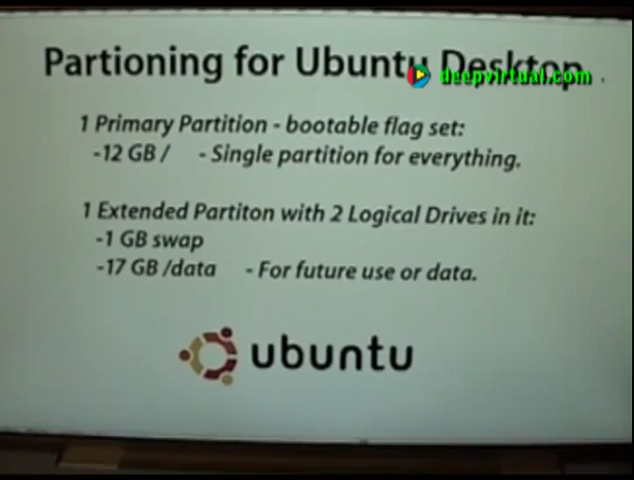 Partioning for Ubuntu Desktop
deepvirtual.com
1 Primary Partition - bootable flag set:
-12 GB / - Single partition for everything.
1 Extended Partiton with 2 Logical Drives in it:
-1 GB swap
-17 GB /data - For future use or data.
ubuntu